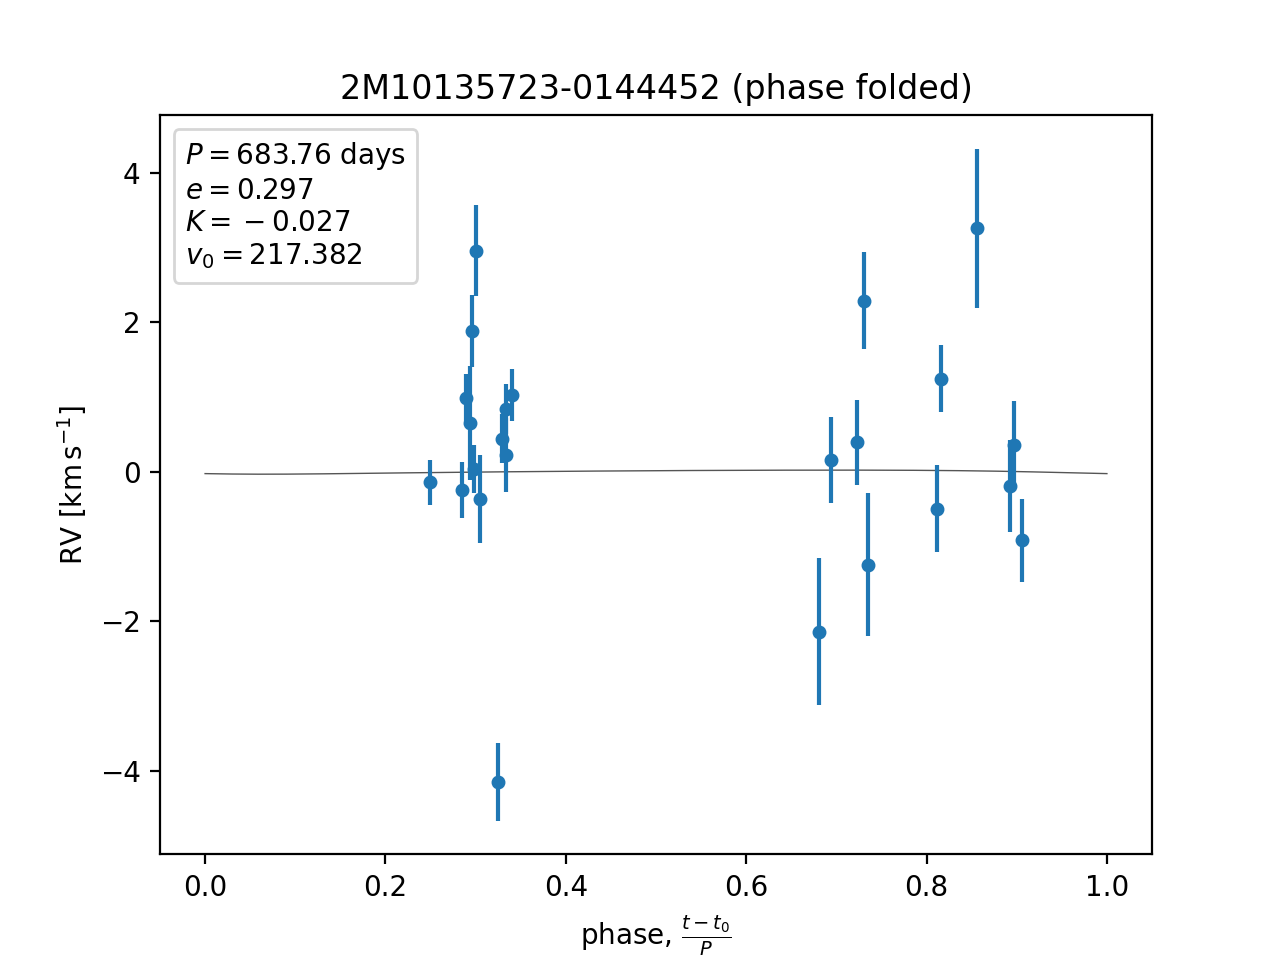 2M10135723-0144452 (phase folded)
P = 683.76 days
e = 0.297
K = −0.027
v₀ = 217.382
4
2
0
−2
−4
RV [km s⁻¹]
0.0 0.2 0.4 0.6 0.8 1.0
phase, (t − t₀)/P